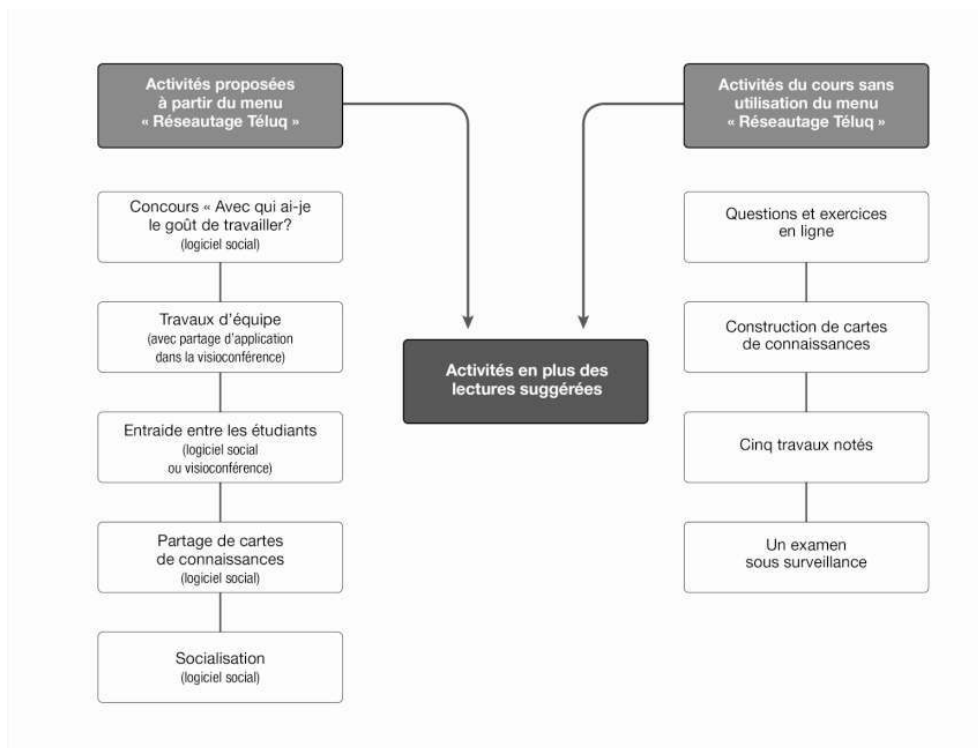 Activités proposées
à partir du menu
« Réseautage Téluq »
Concours « Avec qui ai-je
le goût de travailler?
(logiciel social)
Travaux d'équipe
(avec partage d'application
dans la visioconférence)
Entraide entre les étudiants
(logiciel social
ou visioconférence)
Partage de cartes
de connaissances
(logiciel social)
Socialisation
(logiciel social)
Activités en plus des
lectures suggérées
Activités du cours sans
utilisation du menu
« Réseautage Téluq »
Questions et exercices
en ligne
Construction de cartes
de connaissances
Cinq travaux notés
Un examen
sous surveillance